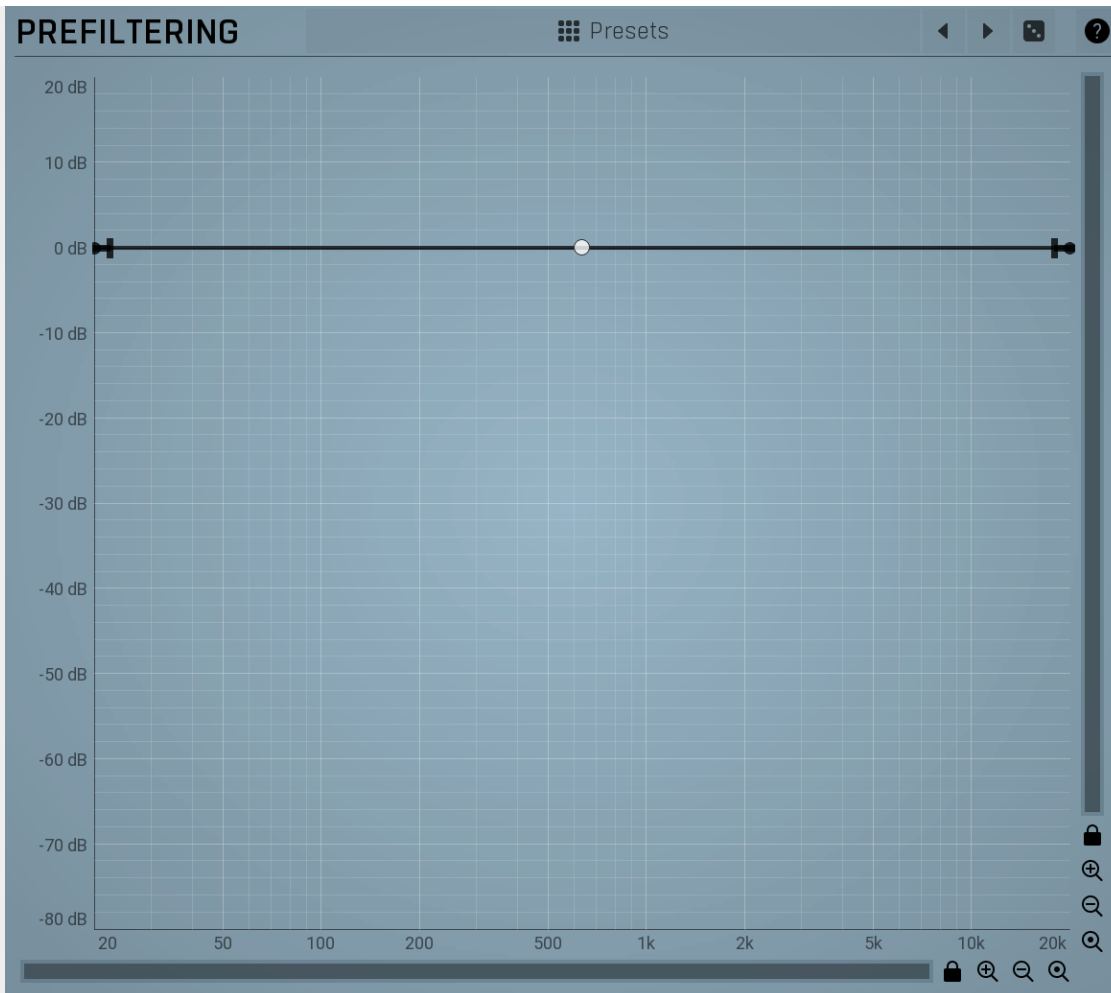 PREFILTERING
Presets
?
20 dB
10 dB
0 dB
-10 dB
-20 dB
-30 dB
-40 dB
-50 dB
-60 dB
-70 dB
-80 dB
20 50 100 200 500 1k 2k 5k 10k 20k